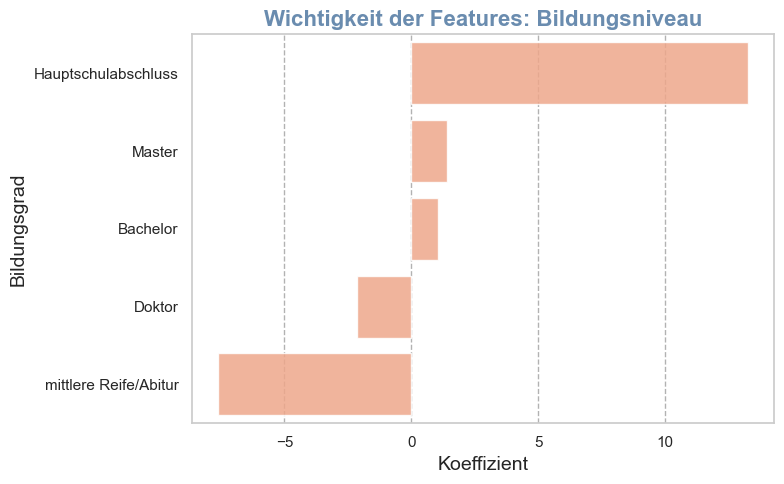 Wichtigkeit der Features: Bildungsniveau
Bildungsgrad
Hauptschulabschluss
Master
Bachelor
Doktor
mittlere Reife/Abitur
−5
0
5
10
Koeffizient